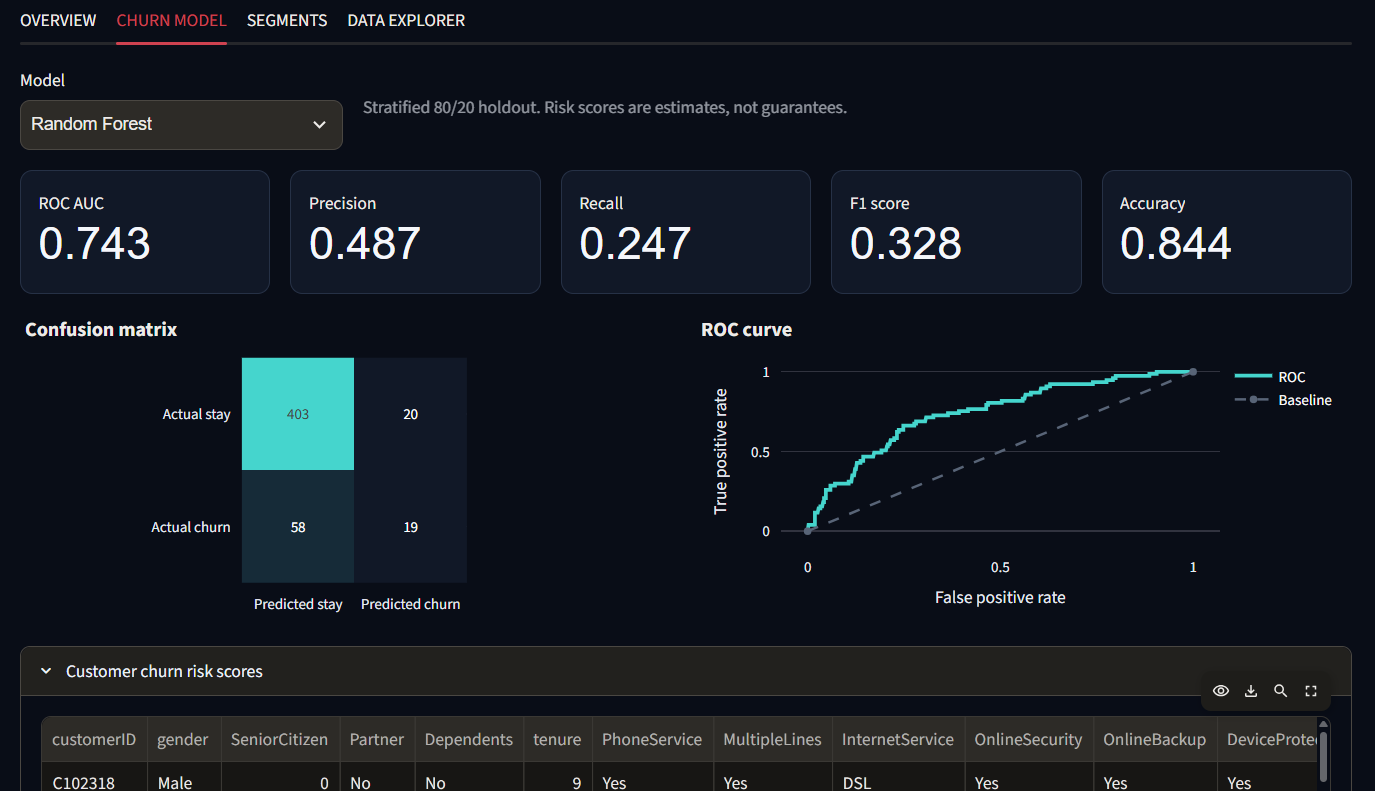 OVERVIEW CHURN MODEL SEGMENTS DATA EXPLORER
Model
Random Forest
Stratified 80/20 holdout. Risk scores are estimates, not guarantees.
ROC AUC
0.743
Precision
0.487
Recall
0.247
F1 score
0.328
Accuracy
0.844
Confusion matrix
Actual stay 403 20
Actual churn 58 19
Predicted stay Predicted churn
ROC curve
True positive rate
1
0.5
0
0 0.5 1
False positive rate
ROC
Baseline
Customer churn risk scores
customerID gender SeniorCitizen Partner Dependents tenure PhoneService MultipleLines InternetService OnlineSecurity OnlineBackup DeviceProte
C102318 Male 0 No No 9 Yes Yes DSL Yes Yes Yes